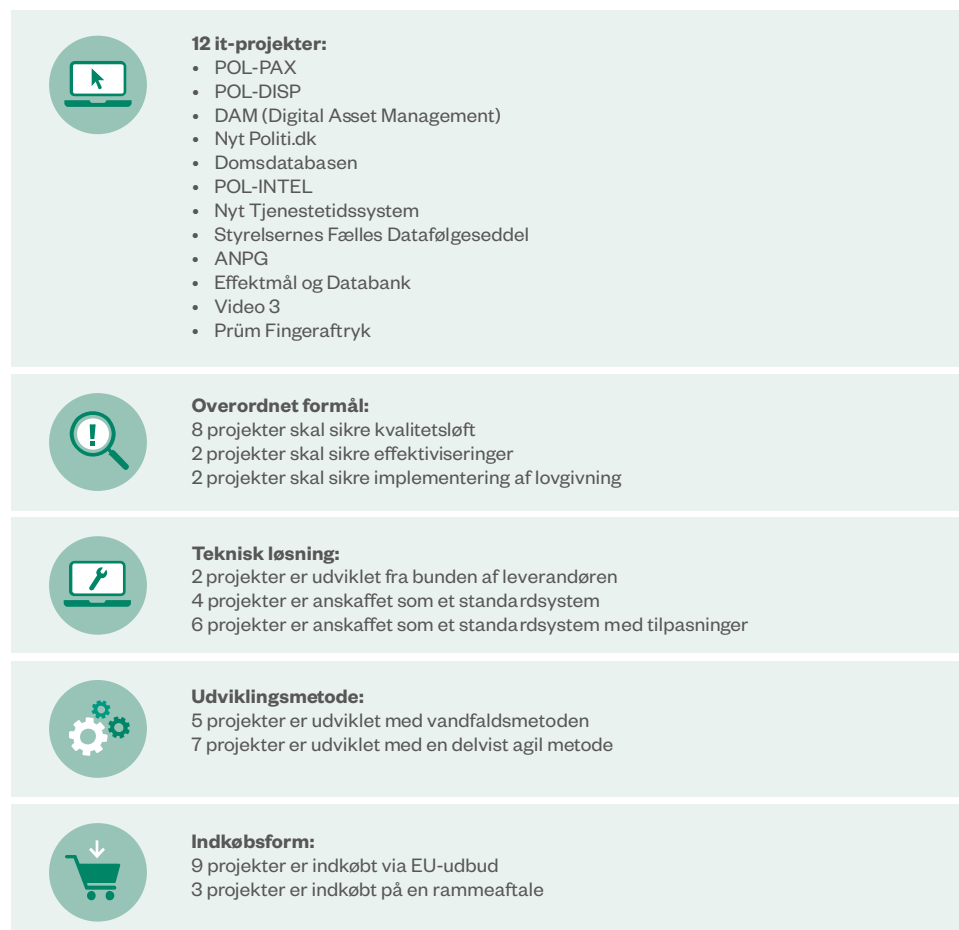 12 it-projekter:
• POL-PAX
• POL-DISP
• DAM (Digital Asset Management)
• Nyt Politi.dk
• Domsdatabasen
• POL-INTEL
• Nyt Tjenestetidssystem
• Styrelsernes Fælles Datafølgeseddel
• ANPG
• Effektmål og Databank
• Video 3
• Prüm Fingeraftryk
Overordnet formål:
8 projekter skal sikre kvalitetsløft
2 projekter skal sikre effektiviseringer
2 projekter skal sikre implementering af lovgivning
Teknisk løsning:
2 projekter er udviklet fra bunden af leverandøren
4 projekter er anskaffet som et standardsystem
6 projekter er anskaffet som et standardsystem med tilpasninger
Udviklingsmetode:
5 projekter er udviklet med vandfaldsmetoden
7 projekter er udviklet med en delvist agil metode
Indkøbsform:
9 projekter er indkøbt via EU-udbud
3 projekter er indkøbt på en rammeaftale